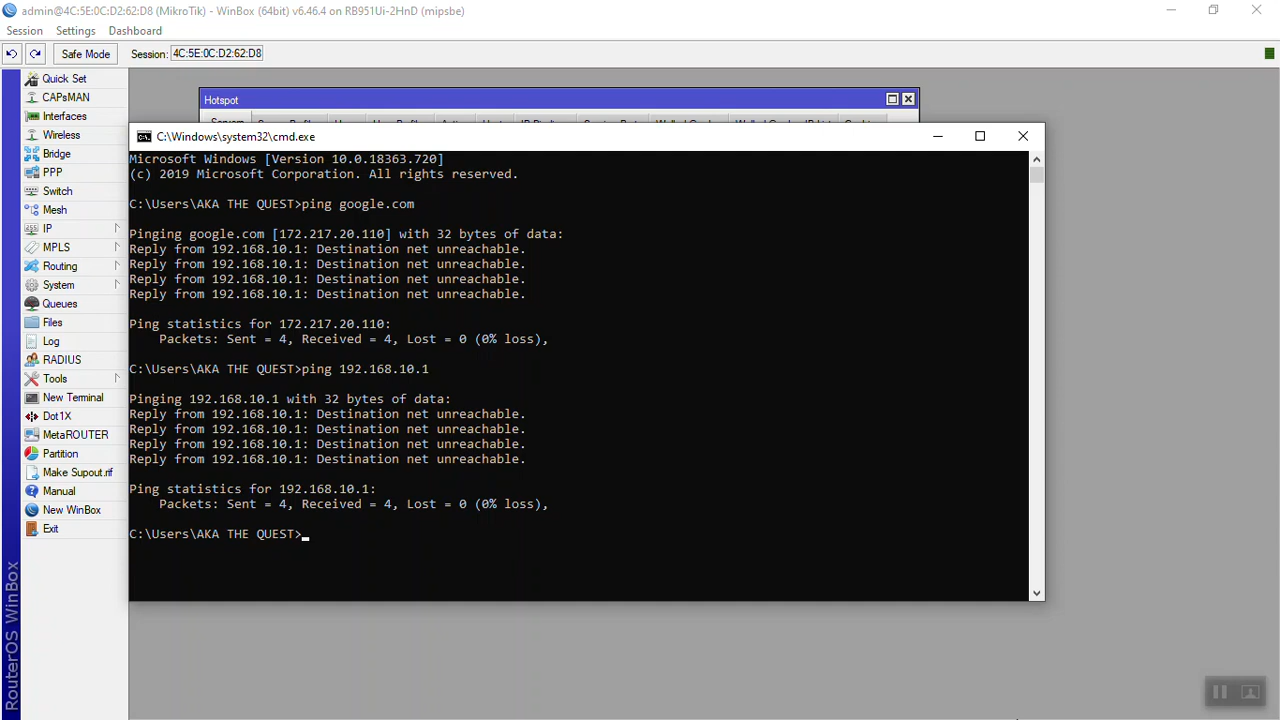 admin@4C:5E:0C:D2:62:D8 (MikroTik) - WinBox (64bit) v6.46.4 on RB951Ui-2HnD (mipsbe)
Session Settings Dashboard
Safe Mode Session: 4C:5E:0C:D2:62:D8
Quick Set
CAPsMAN
Interfaces
Wireless
Bridge
PPP
Switch
Mesh
IP
MPLS
Routing
System
Queues
Files
Log
RADIUS
Tools
New Terminal
Dot1X
MetaROUTER
Partition
Make Supout.rif
Manual
New WinBox
Exit
RouterOS WinBox
Hotspot
C:\Windows\system32\cmd.exe
Microsoft Windows [Version 10.0.18363.720]
(c) 2019 Microsoft Corporation. All rights reserved.
C:\Users\AKA THE QUEST>ping google.com
Pinging google.com [172.217.20.110] with 32 bytes of data:
Reply from 192.168.10.1: Destination net unreachable.
Reply from 192.168.10.1: Destination net unreachable.
Reply from 192.168.10.1: Destination net unreachable.
Reply from 192.168.10.1: Destination net unreachable.
Ping statistics for 172.217.20.110:
Packets: Sent = 4, Received = 4, Lost = 0 (0% loss),
C:\Users\AKA THE QUEST>ping 192.168.10.1
Pinging 192.168.10.1 with 32 bytes of data:
Reply from 192.168.10.1: Destination net unreachable.
Reply from 192.168.10.1: Destination net unreachable.
Reply from 192.168.10.1: Destination net unreachable.
Reply from 192.168.10.1: Destination net unreachable.
Ping statistics for 192.168.10.1:
Packets: Sent = 4, Received = 4, Lost = 0 (0% loss),
C:\Users\AKA THE QUEST>